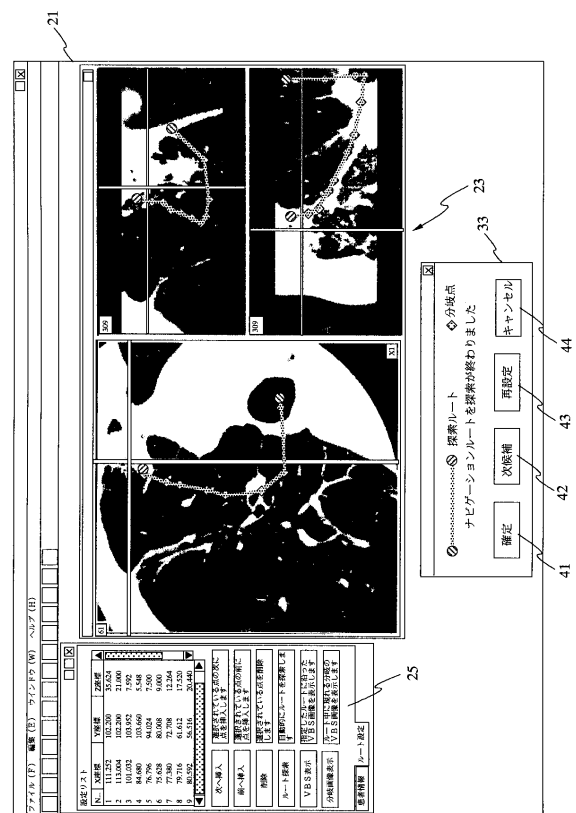 21
ファイル (F) 編集 (E) ウインドウ (W) ヘルプ (H)
設定リスト
N... X座標 Y座標 Z座標
1 111.252 102.200 35.624
2 113.004 102.200 21.000
3 101.032 103.952 7.592
4 84.680 103.660 5.548
5 76.796 94.024 7.500
6 75.628 80.008 9.000
7 77.380 72.708 12.264
8 79.716 61.612 17.520
9 80.592 56.516 20.440
次へ挿入 選択されている点の次に点を挿入します
前へ挿入 選択されている点の前に点を挿入します
削除 選択されている点を削除します
ルート探索 自動的にルートを探索します
VBS表示 指定したルートに沿ったVBS画像を表示します
分岐画像表示 ルート中に現れる分岐のVBS画像を表示します
患者情報 ルート設定
25
61
X1
309
309
23
33
探索ルート 分岐点
ナビゲーションルートを探索が終わりました
確定 次候補 再設定 キャンセル
41 42 43 44